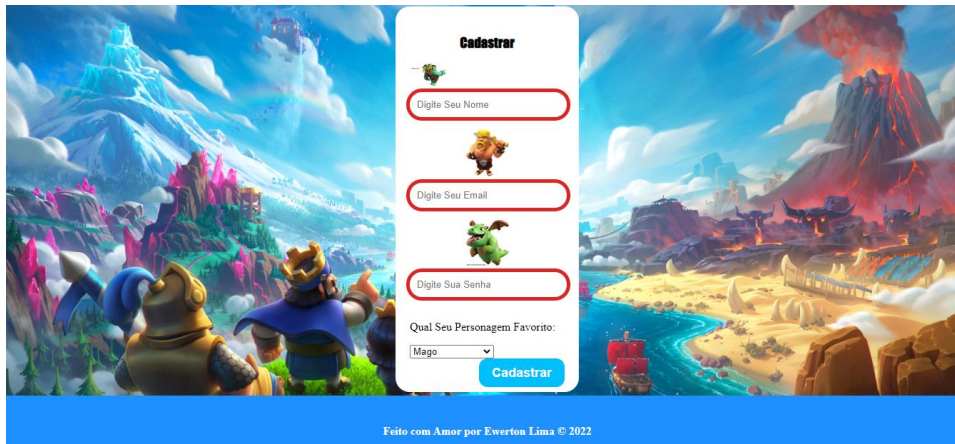 Cadastrar
Digite Seu Nome
Digite Seu Email
Digite Sua Senha
Qual Seu Personagem Favorito:
Mago
Cadastrar
Feito com Amor por Ewerton Lima © 2022